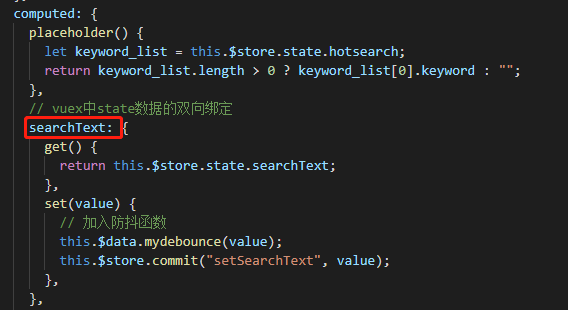 computed: {
placeholder() {
let keyword_list = this.$store.state.hotsearch;
return keyword_list.length > 0 ? keyword_list[0].keyword : "";
},
// vuex中state数据的双向绑定
searchText: {
get() {
return this.$store.state.searchText;
},
set(value) {
// 加入防抖函数
this.$data.mydebounce(value);
this.$store.commit("setSearchText", value);
},
},